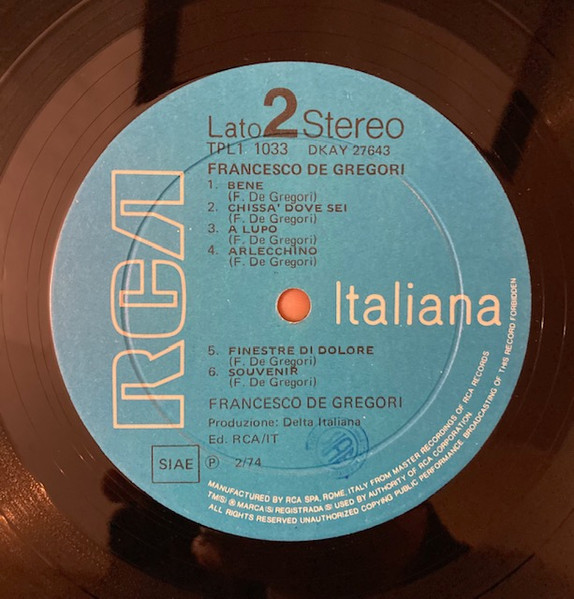 Lato 2 Stereo
TPL1 1033 DKAY 27643
FRANCESCO DE GREGORI
1. BENE
(F. De Gregori)
2. CHISSA' DOVE SEI
(F. De Gregori)
3. A LUPO
(F. De Gregori)
4. ARLECCHINO
(F. De Gregori)
RCA
Italiana
5. FINESTRE DI DOLORE
(F. De Gregori)
6. SOUVENIR
(F. De Gregori)
FRANCESCO DE GREGORI
Produzione: Delta Italiana
Ed. RCA/IT
SIAE Ⓟ 2/74
MANUFACTURED BY RCA SPA, ROME, ITALY FROM MASTER RECORDINGS OF RCA RECORDS
TM(S) ® MARCA(S) REGISTRADA(S) USED BY AUTHORITY OF RCA CORPORATION
ALL RIGHTS RESERVED UNAUTHORIZED COPYING PUBLIC PERFORMANCE BROADCASTING OF THIS RECORD FORBIDDEN